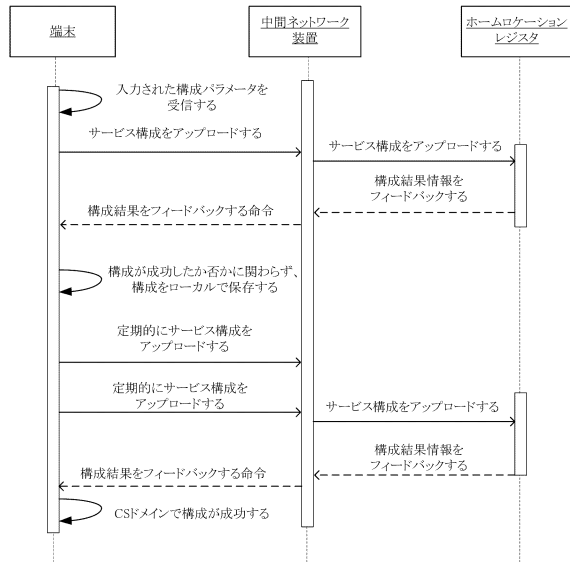 端末
中間ネットワーク
装置
ホームロケーション
レジスタ
入力された構成パラメータを
受信する
サービス構成をアップロードする
サービス構成をアップロードする
構成結果情報を
フィードバックする
構成結果をフィードバックする命令
構成が成功したか否かに関わらず、
構成をローカルで保存する
定期的にサービス構成を
アップロードする
定期的にサービス構成を
アップロードする
サービス構成をアップロードする
構成結果情報を
フィードバックする
構成結果をフィードバックする命令
CSドメインで構成が成功する